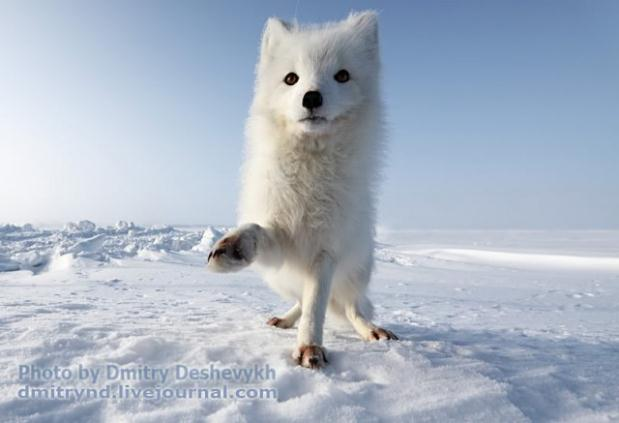 Photo by Dmitry Deshevykh
dmitrynd.livejournal.com